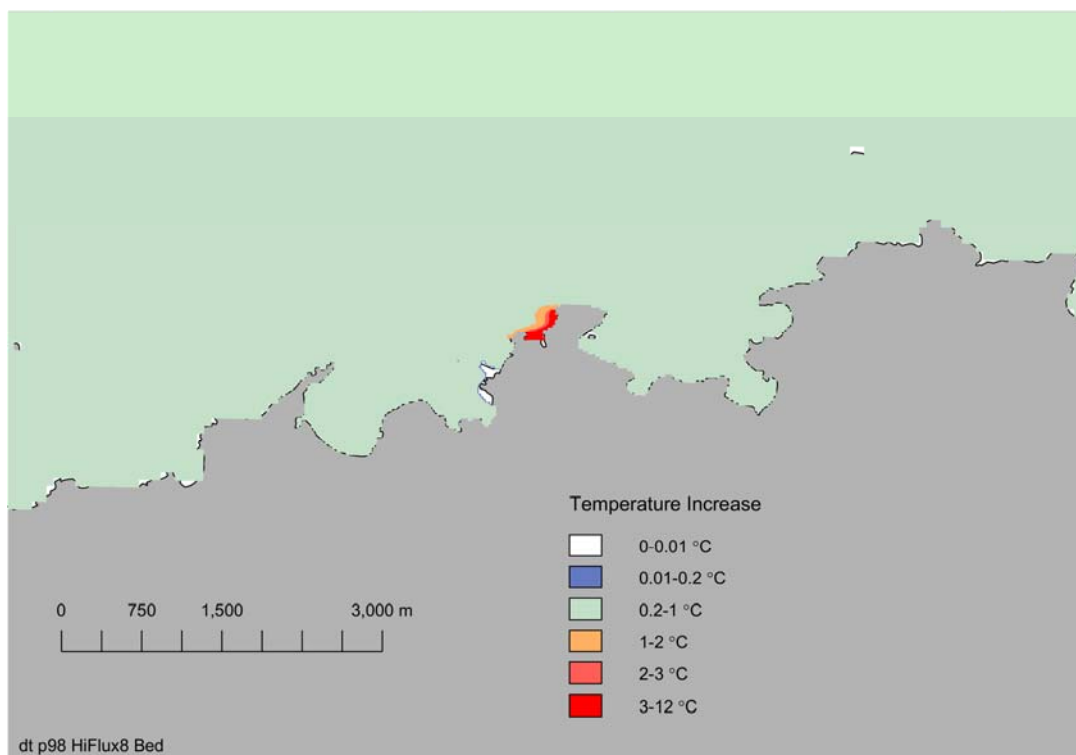 Temperature Increase
0-0.01 °C
0.01-0.2 °C
0.2-1 °C
1-2 °C
2-3 °C
3-12 °C
0 750 1,500 3,000 m
dt p98 HiFlux8 Bed